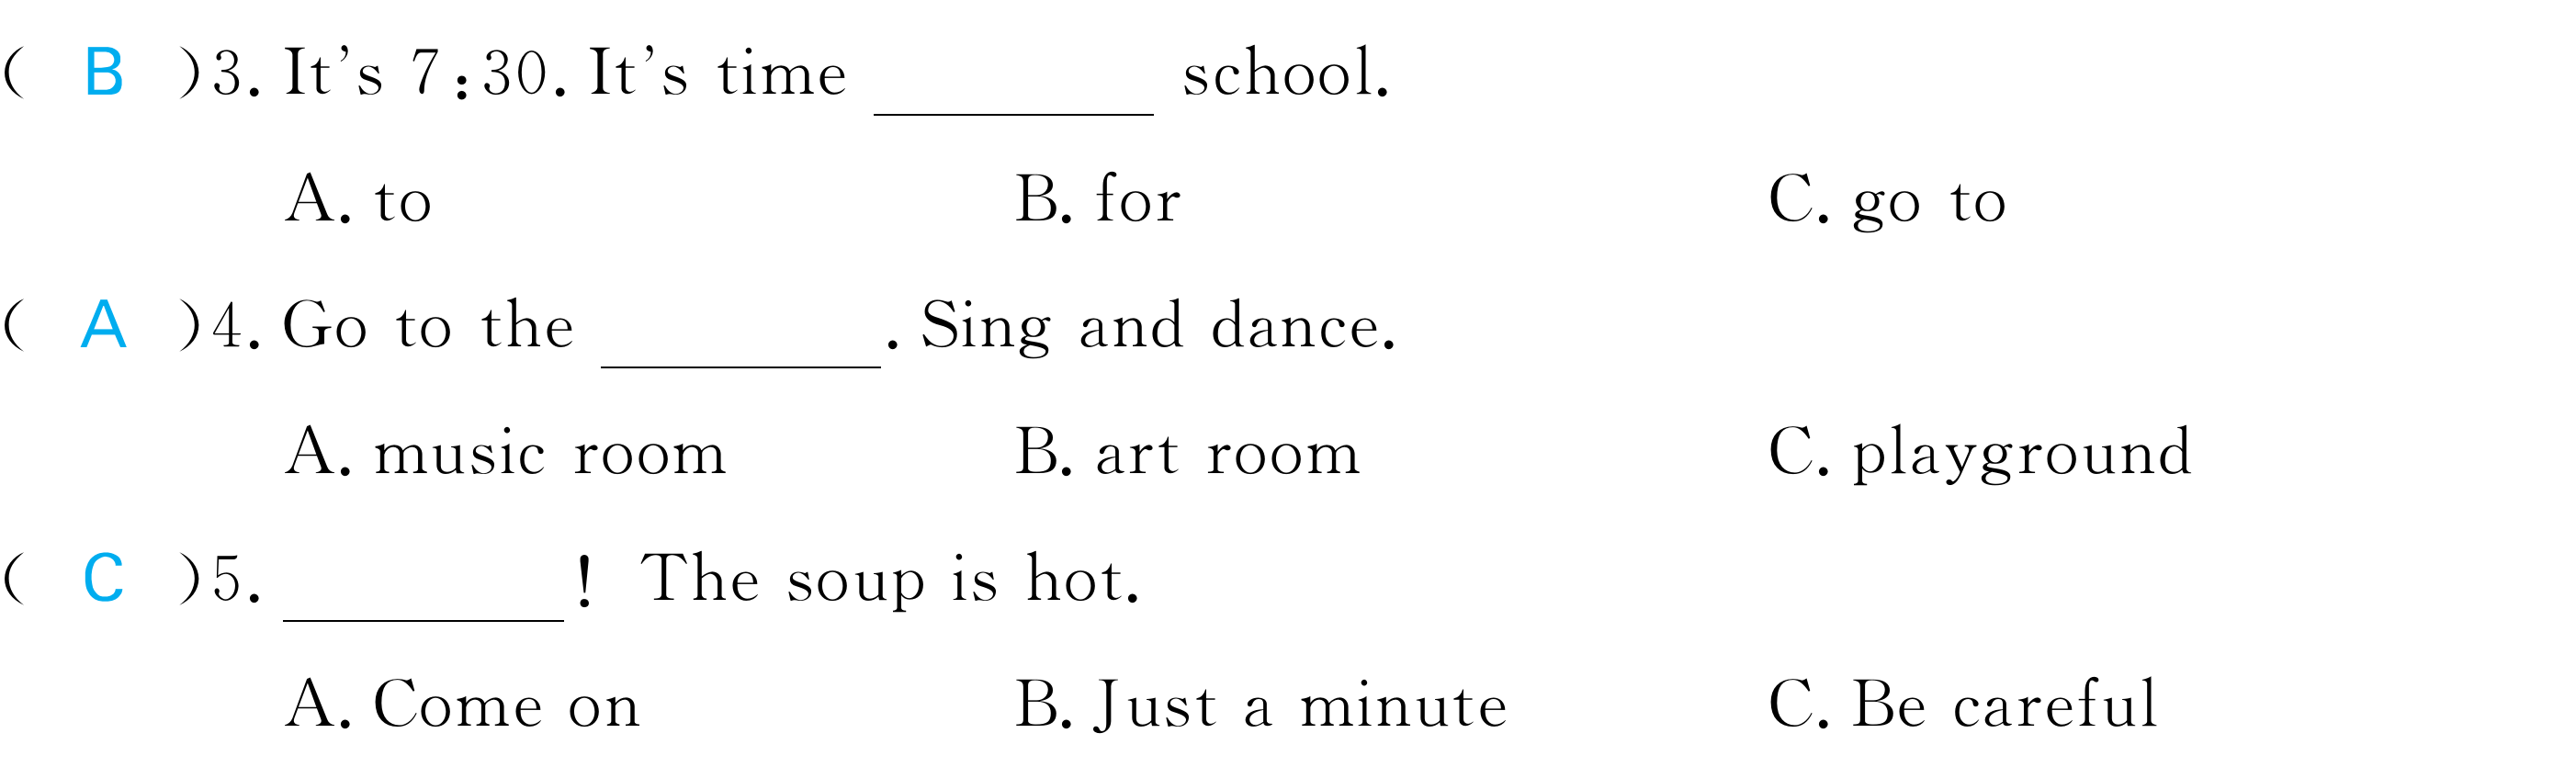 ( B )3. It's 7:30. It's time ________ school.
A. to B. for C. go to
( A )4. Go to the ________. Sing and dance.
A. music room B. art room C. playground
( C )5. ________! The soup is hot.
A. Come on B. Just a minute C. Be careful